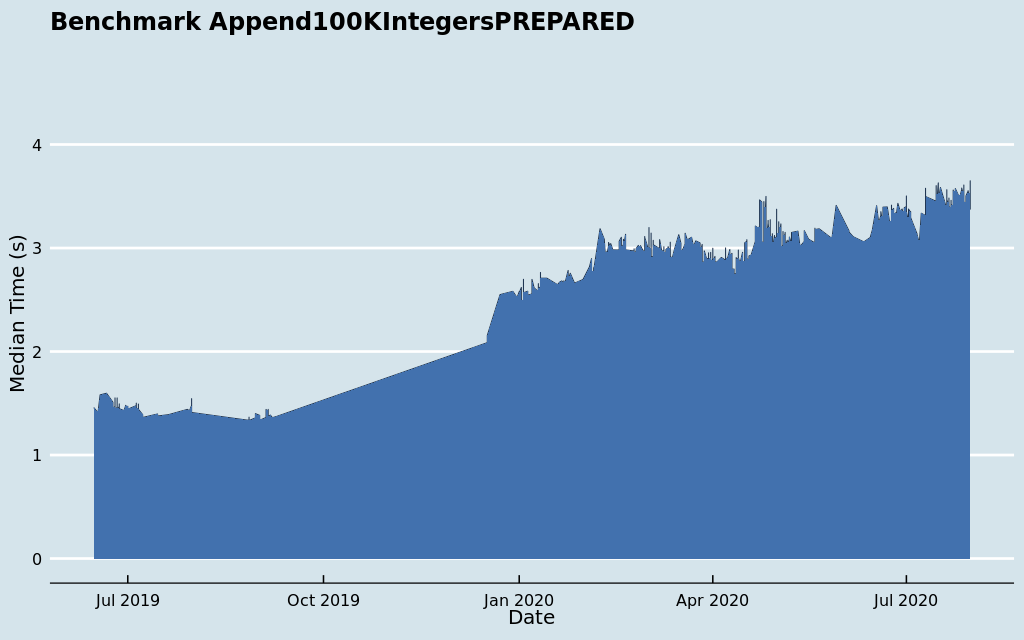 Benchmark Append100KIntegersPREPARED
Median Time (s)
4
3
2
1
0
Jul 2019
Oct 2019
Jan 2020
Apr 2020
Jul 2020
Date